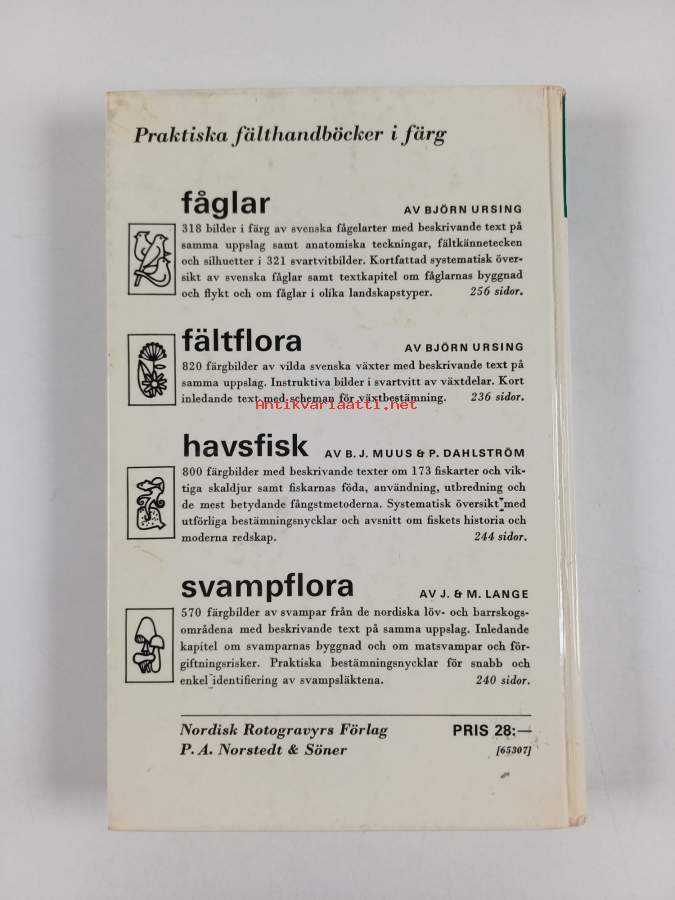 Praktiska fälthandböcker i färg
fåglar AV BJÖRN URSING
318 bilder i färg av svenska fågelarter med beskrivande text på
samma uppslag samt anatomiska teckningar, fältkännetecken
och silhuetter i 321 svartvitbilder. Kortfattad systematisk över-
sikt av svenska fåglar samt textkapitel om fåglarnas byggnad
och flykt och om fåglar i olika landskapstyper. 256 sidor.
fältflora AV BJÖRN URSING
820 färgbilder av vilda svenska växter med beskrivande text på
samma uppslag. Instruktiva bilder i svartvitt av växtdelar. Kort
inledande text med scheman för växtbestämning. 236 sidor.
Antikvariaatti.net
havsfisk AV B. J. MUUS & P. DAHLSTRÖM
800 färgbilder med beskrivande texter om 173 fiskarter och vik-
tiga skaldjur samt fiskarnas föda, användning, utbredning och
de mest betydande fångstmetoderna. Systematisk översikt med
utförliga bestämningsnycklar och avsnitt om fiskets historia och
moderna redskap. 244 sidor.
svampflora AV J. & M. LANGE
570 färgbilder av svampar från de nordiska löv- och barrskogs-
områdena med beskrivande text på samma uppslag. Inledande
kapitel om svamparnas byggnad och om matsvampar och för-
giftningsrisker. Praktiska bestämningsnycklar för snabb och
enkel identifiering av svampsläktena. 240 sidor.
Nordisk Rotogravyrs Förlag PRIS 28:—
P. A. Norstedt & Söner [65307]